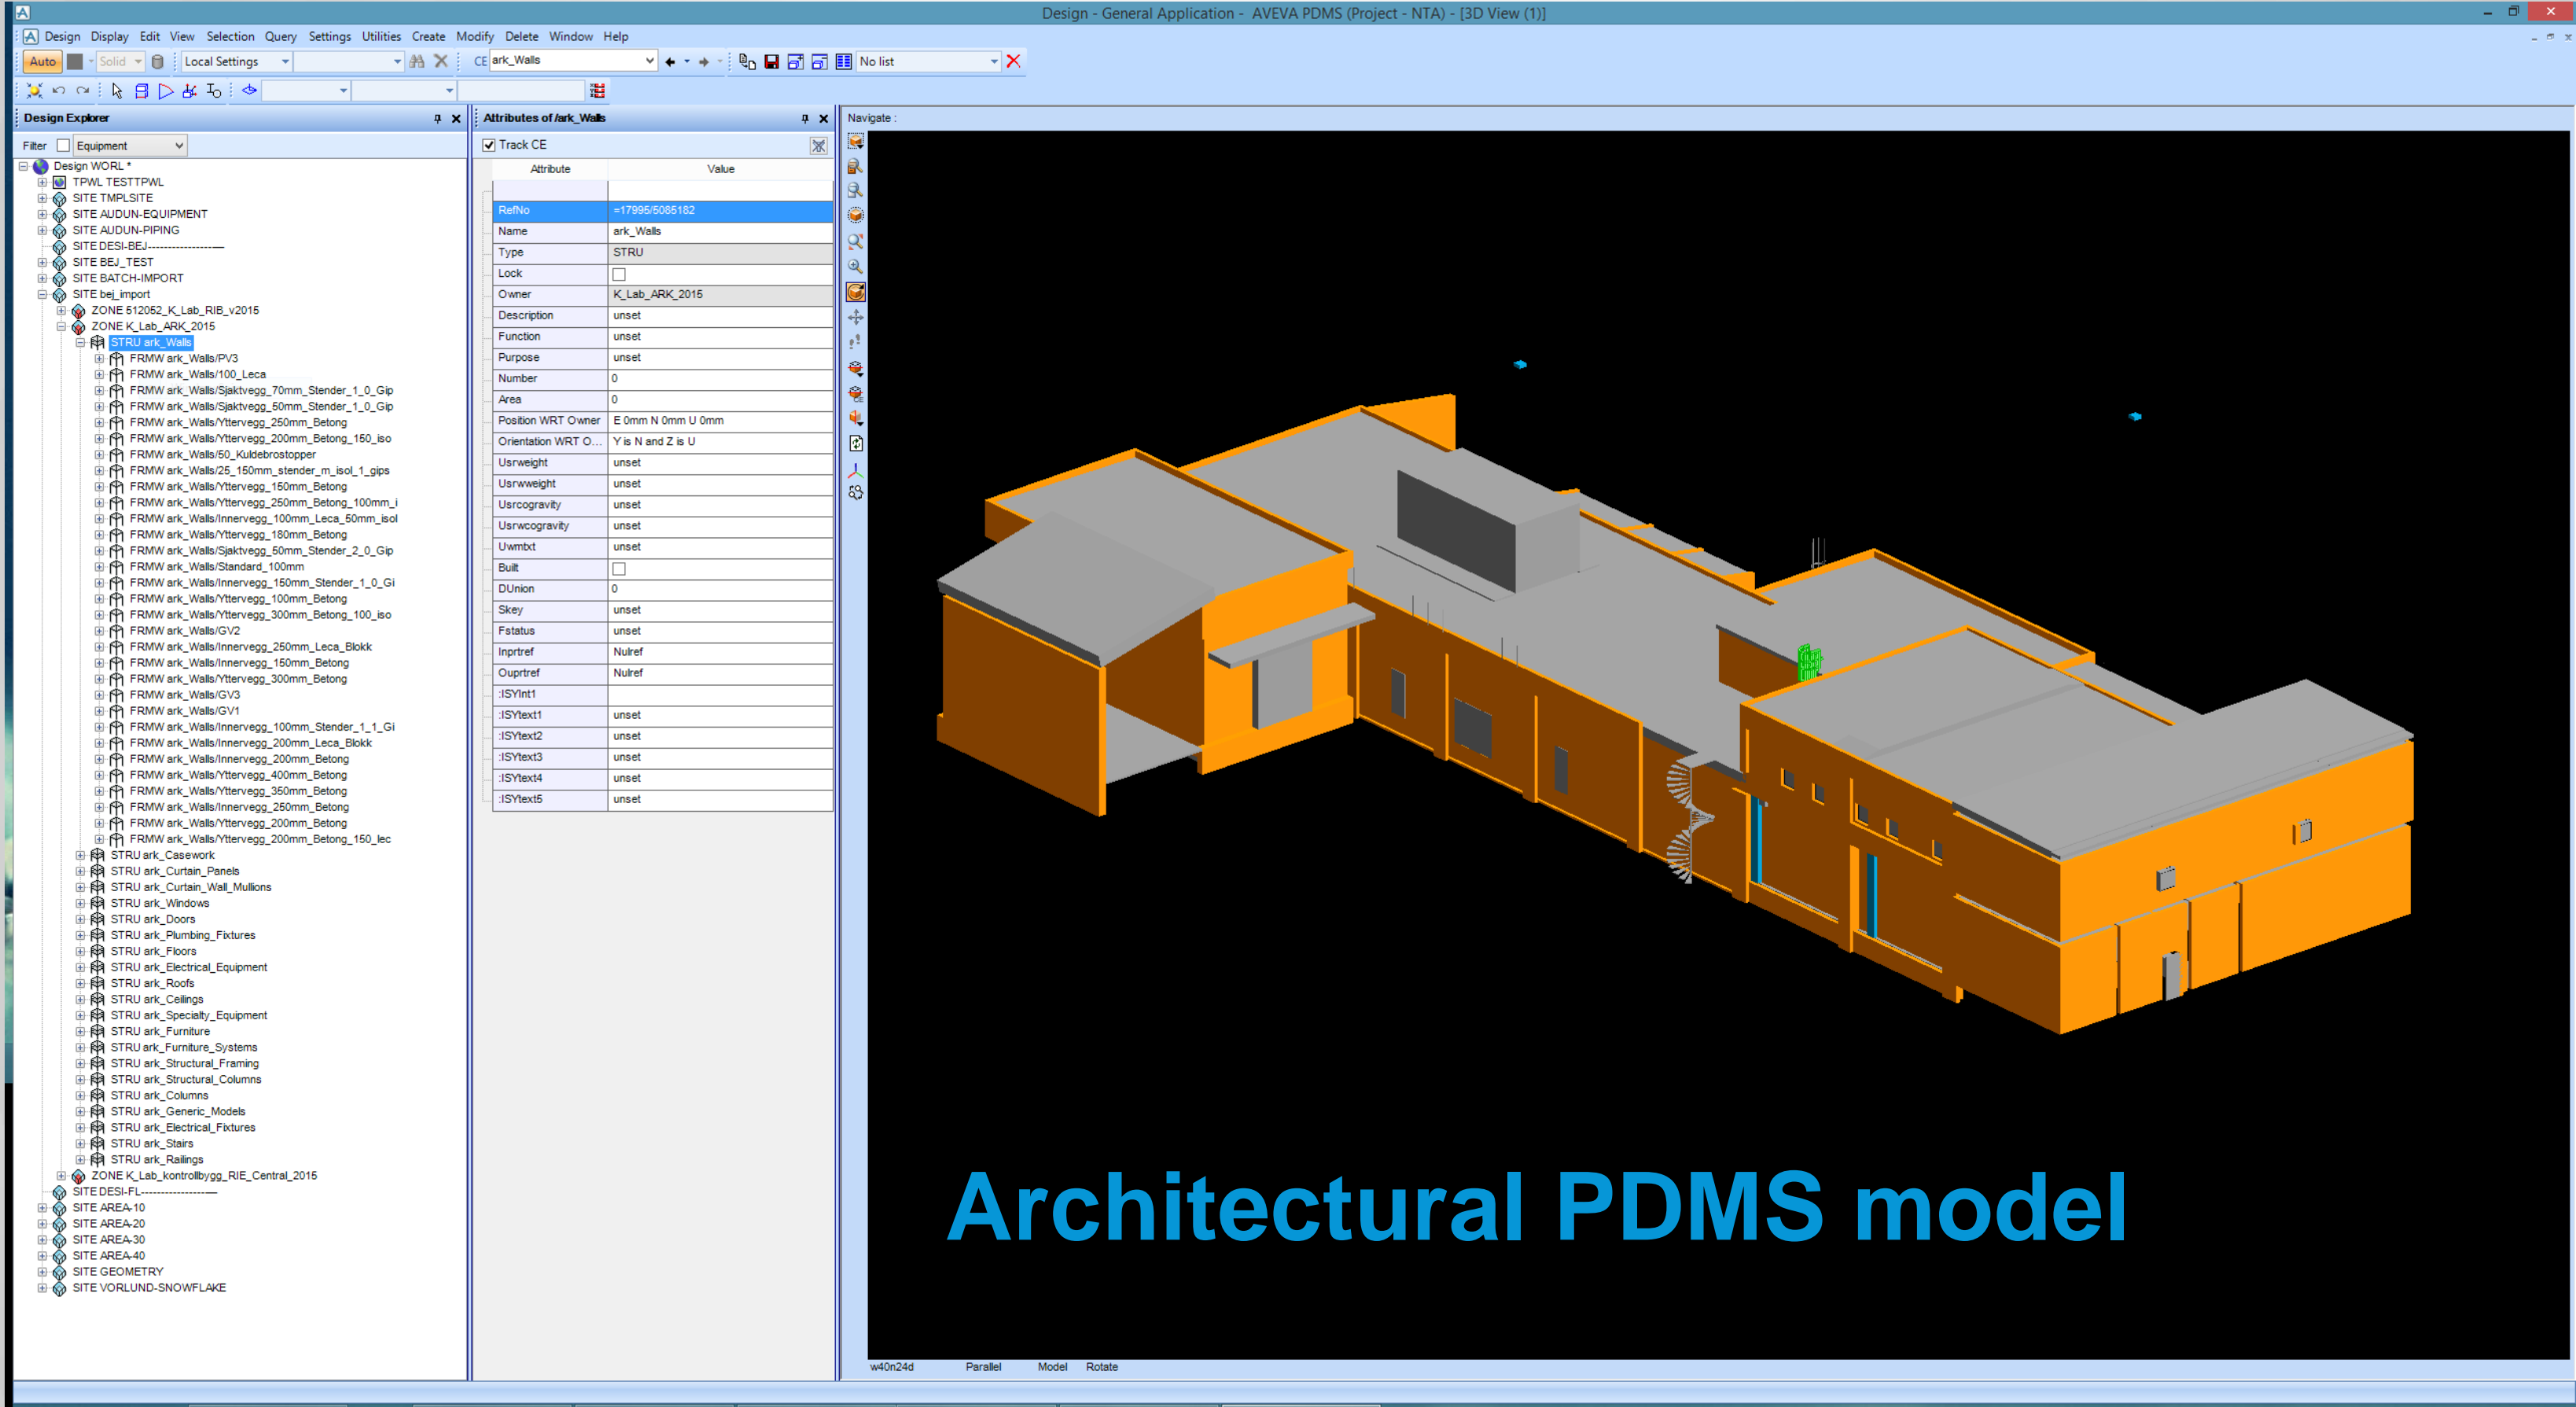 Design - General Application - AVEVA PDMS (Project - NTA) - [3D View (1)]
Design Display Edit View Selection Query Settings Utilities Create Modify Delete Window Help
Auto Solid Local Settings CE ark_Walls No list
Design Explorer
Filter Equipment
Design WORL *
TPWL TESTTPWL
SITE TMPLSITE
SITE AUDUN-EQUIPMENT
SITE AUDUN-PIPING
SITE DESI-BEJ-----------------
SITE BEJ_TEST
SITE BATCH-IMPORT
SITE bej_import
ZONE 512052_K_Lab_RIB_v2015
ZONE K_Lab_ARK_2015
STRU ark_Walls
FRMW ark_Walls/PV3
FRMW ark_Walls/100_Leca
FRMW ark_Walls/Sjaktvegg_70mm_Stender_1_0_Gip
FRMW ark_Walls/Sjaktvegg_50mm_Stender_1_0_Gip
FRMW ark_Walls/Yttervegg_250mm_Betong
FRMW ark_Walls/Yttervegg_200mm_Betong_150_iso
FRMW ark_Walls/50_Kuldebrostopper
FRMW ark_Walls/25_150mm_stender_m_isol_1_gips
FRMW ark_Walls/Yttervegg_150mm_Betong
FRMW ark_Walls/Yttervegg_250mm_Betong_100mm_i
FRMW ark_Walls/Innervegg_100mm_Leca_50mm_isol
FRMW ark_Walls/Yttervegg_180mm_Betong
FRMW ark_Walls/Sjaktvegg_50mm_Stender_2_0_Gip
FRMW ark_Walls/Standard_100mm
FRMW ark_Walls/Innervegg_150mm_Stender_1_0_Gi
FRMW ark_Walls/Yttervegg_100mm_Betong
FRMW ark_Walls/Yttervegg_300mm_Betong_100_iso
FRMW ark_Walls/GV2
FRMW ark_Walls/Innervegg_250mm_Leca_Blokk
FRMW ark_Walls/Innervegg_150mm_Betong
FRMW ark_Walls/Yttervegg_300mm_Betong
FRMW ark_Walls/GV3
FRMW ark_Walls/GV1
FRMW ark_Walls/Innervegg_100mm_Stender_1_1_Gi
FRMW ark_Walls/Innervegg_200mm_Leca_Blokk
FRMW ark_Walls/Innervegg_200mm_Betong
FRMW ark_Walls/Yttervegg_400mm_Betong
FRMW ark_Walls/Yttervegg_350mm_Betong
FRMW ark_Walls/Innervegg_250mm_Betong
FRMW ark_Walls/Yttervegg_200mm_Betong
FRMW ark_Walls/Yttervegg_200mm_Betong_150_lec
STRU ark_Casework
STRU ark_Curtain_Panels
STRU ark_Curtain_Wall_Mullions
STRU ark_Windows
STRU ark_Doors
STRU ark_Plumbing_Fixtures
STRU ark_Floors
STRU ark_Electrical_Equipment
STRU ark_Roofs
STRU ark_Ceilings
STRU ark_Specialty_Equipment
STRU ark_Furniture
STRU ark_Furniture_Systems
STRU ark_Structural_Framing
STRU ark_Structural_Columns
STRU ark_Columns
STRU ark_Generic_Models
STRU ark_Electrical_Fixtures
STRU ark_Stairs
STRU ark_Railings
ZONE K_Lab_kontrollbygg_RIE_Central_2015
SITE DESI-FL-----------------
SITE AREA-10
SITE AREA-20
SITE AREA-30
SITE AREA-40
SITE GEOMETRY
SITE VORLUND-SNOWFLAKE
Attributes of /ark_Walls
Track CE
Attribute Value
RefNo =17995/5085182
Name ark_Walls
Type STRU
Lock
Owner K_Lab_ARK_2015
Description unset
Function unset
Purpose unset
Number 0
Area 0
Position WRT Owner E 0mm N 0mm U 0mm
Orientation WRT O... Y is N and Z is U
Usrweight unset
Usrwweight unset
Usrcogravity unset
Usrwcogravity unset
Uwmtxt unset
Built
DUnion 0
Skey unset
Fstatus unset
Inprtref Nulref
Ouprtref Nulref
:ISYInt1
:ISYtext1 unset
:ISYtext2 unset
:ISYtext3 unset
:ISYtext4 unset
:ISYtext5 unset
Navigate :
Architectural PDMS model
w40n24d Parallel Model Rotate